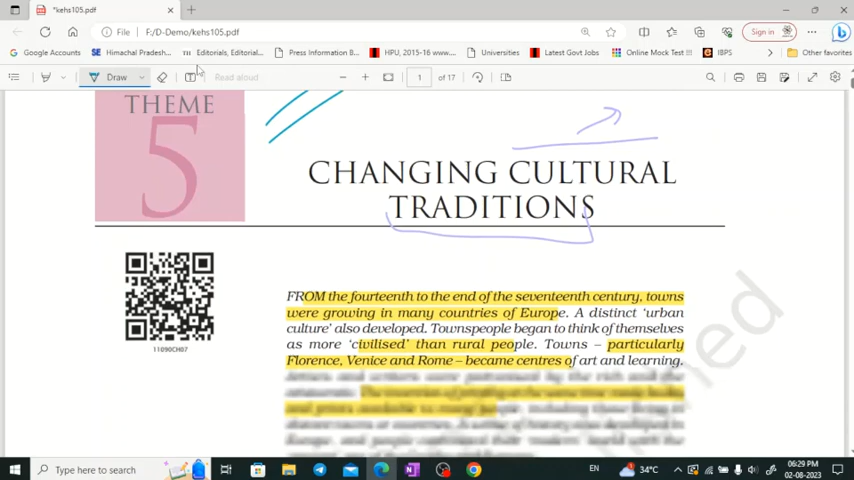 *kehs105.pdf
File F:/D-Demo/kehs105.pdf Sign in
Google Accounts SE Himachal Pradesh... TH Editorials, Editorial... Press Information B... HPU, 2015-16 www.... Universities Latest Govt Jobs Online Mock Test !!! IBPS Other favorites
Draw Read aloud 1 of 17
THEME
5
CHANGING CULTURAL
TRADITIONS
11090CH07
FROM the fourteenth to the end of the seventeenth century, towns
were growing in many countries of Europe. A distinct ‘urban
culture’ also developed. Townspeople began to think of themselves
as more ‘civilised’ than rural people. Towns – particularly
Florence, Venice and Rome – became centres of art and learning.
Type here to search EN 34°C 06:29 PM
02-08-2023